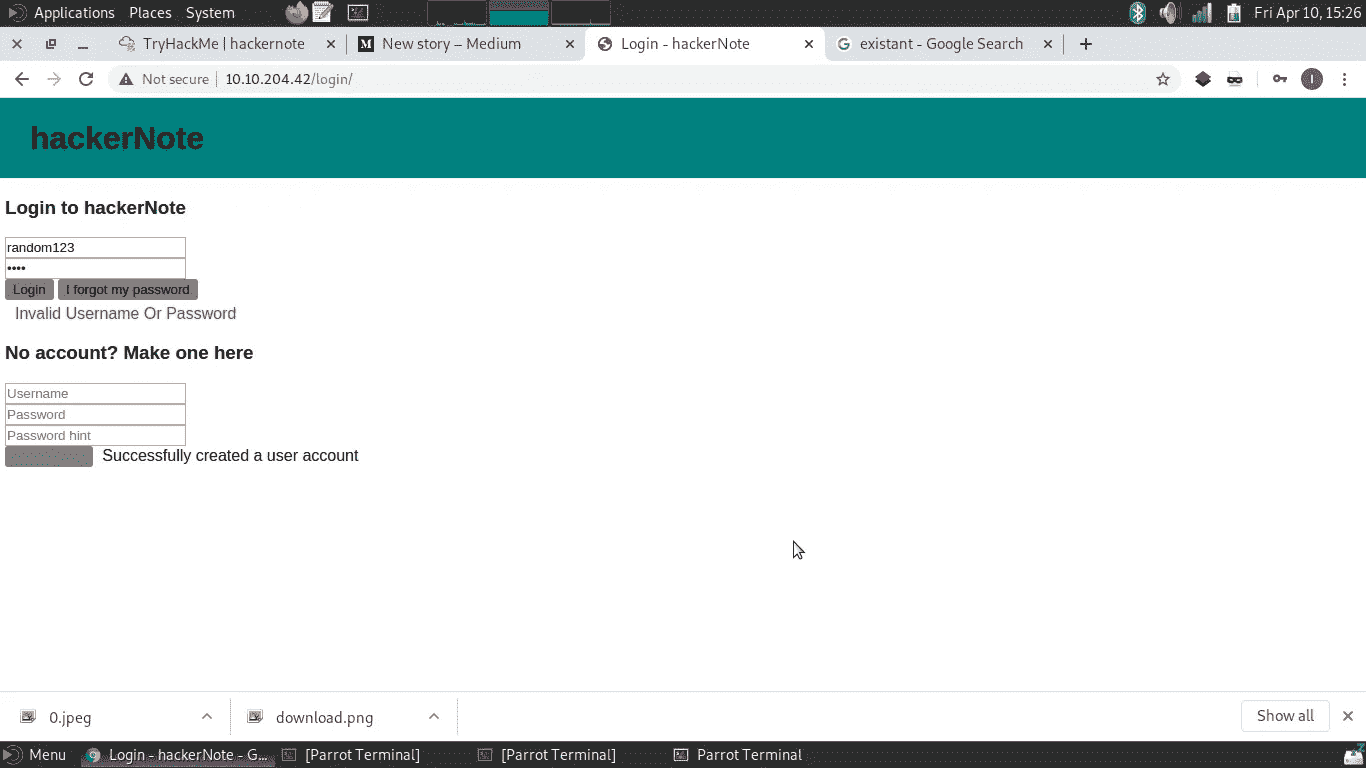 Applications Places System Fri Apr 10, 15:26
TryHackMe | hackernote New story – Medium Login - hackerNote existant - Google Search
Not secure 10.10.204.42/login/ I
hackerNote
Login to hackerNote
random123
••••
Login I forgot my password
Invalid Username Or Password
No account? Make one here
Username
Password
Password hint
Successfully created a user account
0.jpeg download.png Show all
Menu Login - hackerNote - G... [Parrot Terminal] [Parrot Terminal] Parrot Terminal